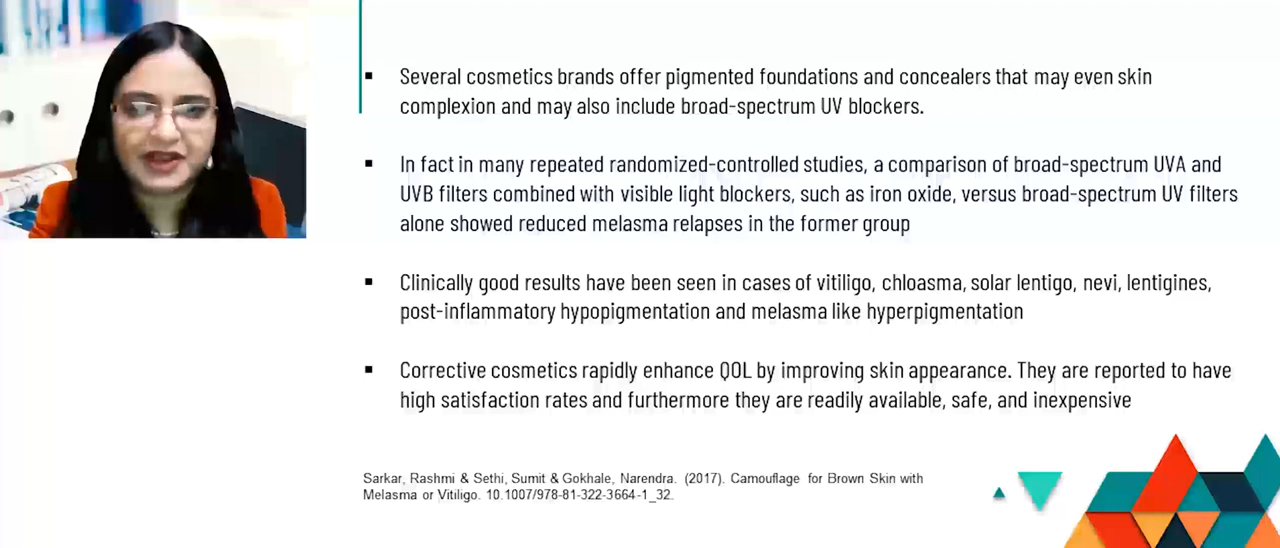 Several cosmetics brands offer pigmented foundations and concealers that may even skin
complexion and may also include broad-spectrum UV blockers.
In fact in many repeated randomized-controlled studies, a comparison of broad-spectrum UVA and
UVB filters combined with visible light blockers, such as iron oxide, versus broad-spectrum UV filters
alone showed reduced melasma relapses in the former group
Clinically good results have been seen in cases of vitiligo, chloasma, solar lentigo, nevi, lentigines,
post-inflammatory hypopigmentation and melasma like hyperpigmentation
Corrective cosmetics rapidly enhance QOL by improving skin appearance. They are reported to have
high satisfaction rates and furthermore they are readily available, safe, and inexpensive
Sarkar, Rashmi & Sethi, Sumit & Gokhale, Narendra. (2017). Camouflage for Brown Skin with
Melasma or Vitiligo. 10.1007/978-81-322-3664-1_32.